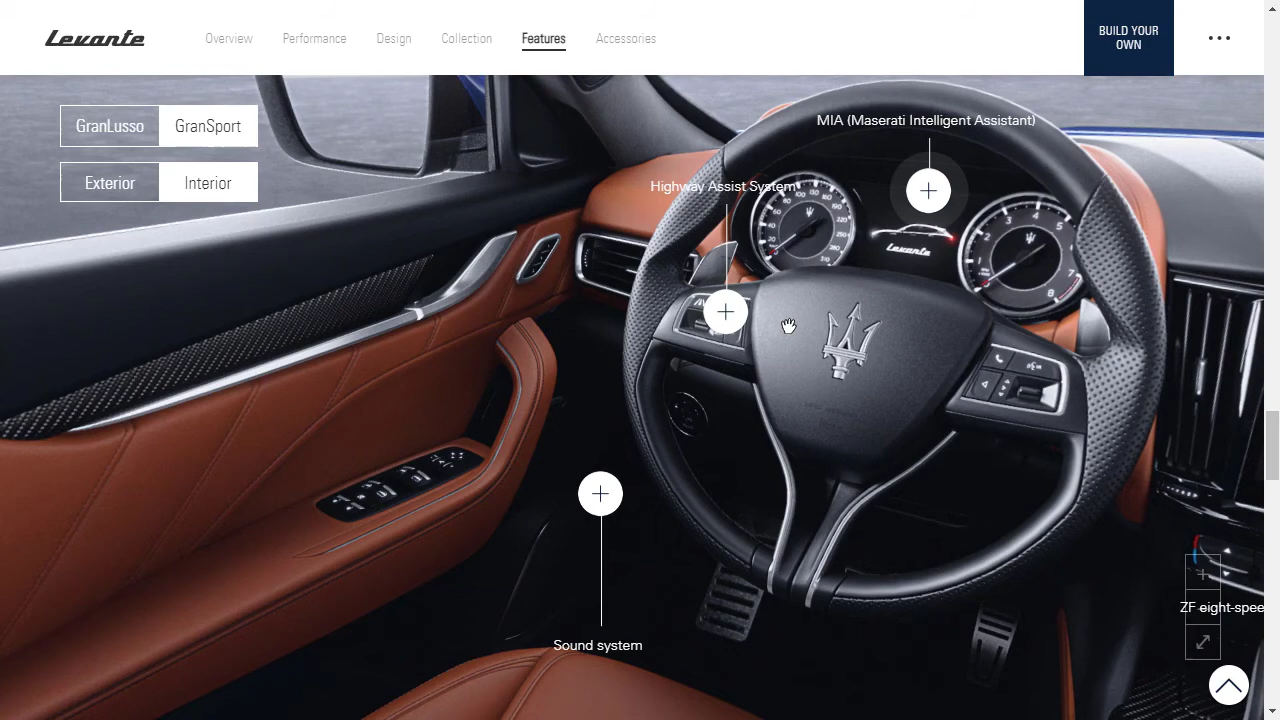 Levante
Overview
Performance
Design
Collection
Features
Accessories
BUILD YOUR
OWN
GranLusso
GranSport
Exterior
Interior
MIA (Maserati Intelligent Assistant)
Highway Assist System
Levante
Sound system
ZF eight-spee